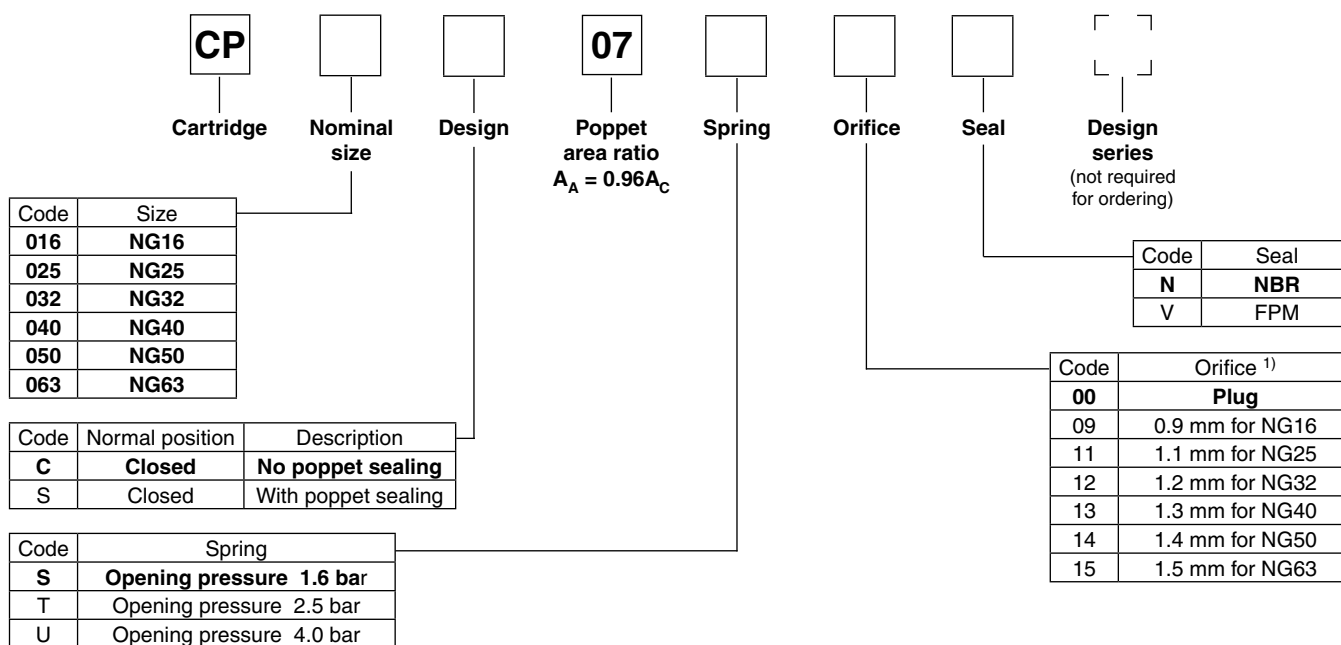 CP 07
Cartridge Nominal size Design Poppet area ratio A_A = 0.96A_C Spring Orifice Seal Design series (not required for ordering)
Code Size
016 NG16
025 NG25
032 NG32
040 NG40
050 NG50
063 NG63
Code Normal position Description
C Closed No poppet sealing
S Closed With poppet sealing
Code Spring
S Opening pressure 1.6 bar
T Opening pressure 2.5 bar
U Opening pressure 4.0 bar
Code Seal
N NBR
V FPM
Code Orifice 1)
00 Plug
09 0.9 mm for NG16
11 1.1 mm for NG25
12 1.2 mm for NG32
13 1.3 mm for NG40
14 1.4 mm for NG50
15 1.5 mm for NG63